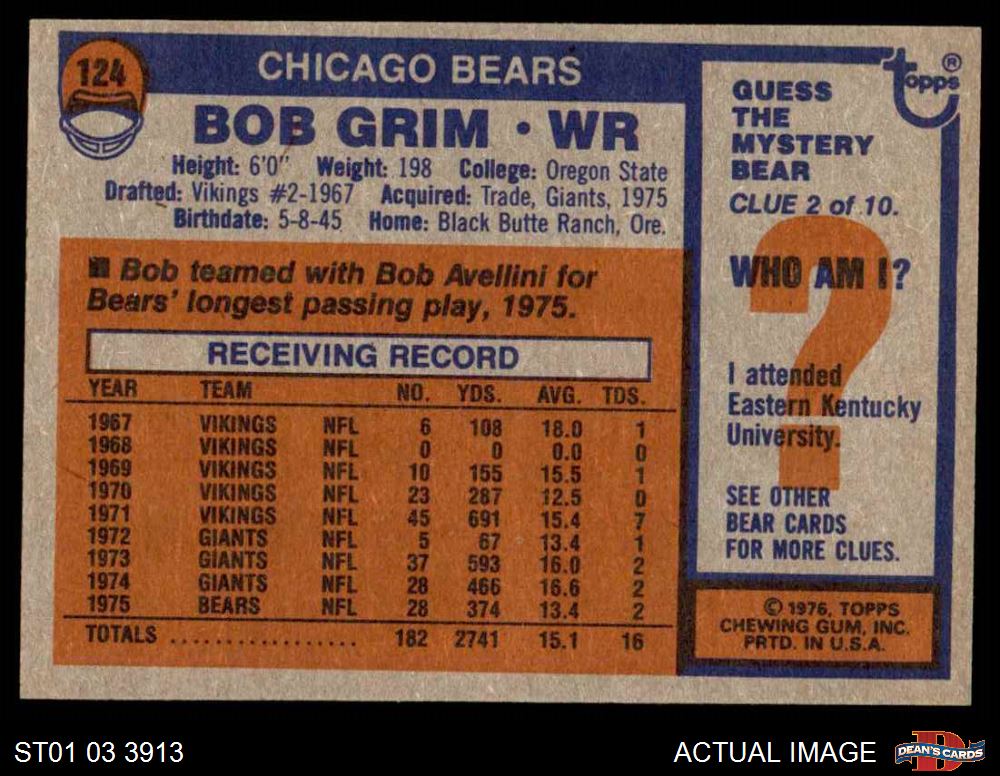 124
CHICAGO BEARS
BOB GRIM • WR
Height: 6'0" Weight: 198 College: Oregon State
Drafted: Vikings #2-1967 Acquired: Trade, Giants, 1975
Birthdate: 5-8-45 Home: Black Butte Ranch, Ore.
■ Bob teamed with Bob Avellini for
Bears' longest passing play, 1975.
RECEIVING RECORD
YEAR TEAM NO. YDS. AVG. TDS.
1967 VIKINGS NFL 6 108 18.0 1
1968 VIKINGS NFL 0 0 0.0 0
1969 VIKINGS NFL 10 155 15.5 1
1970 VIKINGS NFL 23 287 12.5 0
1971 VIKINGS NFL 45 691 15.4 7
1972 GIANTS NFL 5 67 13.4 1
1973 GIANTS NFL 37 593 16.0 2
1974 GIANTS NFL 28 466 16.6 2
1975 BEARS NFL 28 374 13.4 2
TOTALS .................. 182 2741 15.1 16
topps ®
GUESS
THE
MYSTERY
BEAR
CLUE 2 of 10.
?
WHO AM I?
I attended
Eastern Kentucky
University.
SEE OTHER
BEAR CARDS
FOR MORE CLUES.
© 1976, TOPPS
CHEWING GUM, INC.
PRTD. IN U.S.A.
ST01 03 3913
ACTUAL IMAGE
D
DEAN'S CARDS